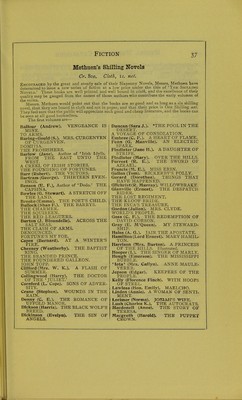 FICTION 37
Methuen's Shilling Novels
Cr. 8vo. Cloth, 1s. net.
ENCOURAGED by the great and steady sale of their Sixpenny Novels, Messrs. Methuen have
determined to issue a new series of fiction at a low price under the title of 'THE SHILLING
NOVELS.' These books are well printed and well bound in cloth, and the excellence of their
quality may be gauged from the names of those authors who contribute the early volumes of
the series.
Messrs. Methuen would point out that the books are as good and as long as a six shilling
novel, that they are bound in cloth and not in paper, and that their price is One Shilling net.
They feel sure that the public will appreciate such good and cheap literature, and the books can
be seen at all good booksellers.
The first volumes are—
Balfour (Andrew). VENGEANCE IS
MINE.
TO ARMS.
Baring-Gould (S.). MRS. CURGENVEN
OF CURGENVEN.
DOMITIA.
THE FROBISHERS.
Barlow (Jane), Author of 'Irish Idylls.'
FROM THE EAST UNTO THE
WEST.
A CREEL OF IRISH STORIES.
THE FOUNDING OF FORTUNES.
Barr (Robert). THE VICTORS.
Bartram (George). THIRTEEN EVENINGS.
Benson (E. F.), Author of 'Dodo.' THE
CAPSINA.
Bowles (G. Stewart). A STRETCH OFF
THE LAND.
Brooke (Emma). THE POET'S CHILD.
Bullock (Shan F.). THE BARRYS.
THE CHARMER.
THE SQUIREEN.
THE RED LEAGUERS.
Burton (J. Bloundelle). ACROSS THE
SALT SEAS.
THE CLASH OF ARMS.
DENOUNCED.
FORTUNE'S MY FOE.
Capes (Bernard). AT A WINTER'S
FIRE.
Chesney (Weatherby). THE BAPTIST
RING.
THE BRANDED PRINCE.
THE FOUNDERED GALLEON.
JOHN TOPP.
Clifford (Mrs. W. K.). A FLASH OF
SUMMER.
Collingwood (Harry). THE DOCTOR
OF THE 'JULIET.'
Cornford (L. Cope). SONS OF ADVERSITY.
Crane (Stephen). WOUNDS IN THE
RAIN.
Denny (C. E.). THE ROMANCE OF
UPFOLD MANOR.
Dickson (Harris). THE BLACK WOLF'S
BREED.
Dickinson (Evelyn). THE SIN OF
ANGELS.
Duncan (Sara J.). *THE POOL IN THE
DESERT.
A VOYAGE OF CONSOLATION.
Embree (C. F.). A HEART OF FLAME.
Fenn (G. Manville). AN ELECTRIC
SPARK.
Findlater (Jane H.). A DAUGHTER OF
STRIFE.
Findlater (Mary). OVER THE HILLS.
Forrest (R. E.). THE SWORD OF
AZRAEL.
Francis (M. E.). MISS ERIN.
Gallon (Tom). RICKERBY'S FOLLY.
Gerard (Dorothea). THINGS THAT
HAVE HAPPENED.
Gilchrist (R. Murray). WILLOWBRAKE.
Glanville (Ernest). THE DESPATCH
RIDER.
THE LOST REGIMENT.
THE KLOOF BRIDE.
THE INCA'S TREASURE.
Gordon (Julien). MRS. CLYDE.
WORLD'S PEOPLE.
Goss (C. F.). THE REDEMPTION OF
DAVID CORSON.
Gray (E. M'Queen). MY STEWARDSHIP.
Hales (A. G.). JAIR THE APOSTATE.
Hamilton (Lord Ernest). MARY HAMILTON.
Harrison (Mrs. Burton). A PRINCESS
OF THE HILLS. Illustrated.
Hooper (I.). THE SINGER OF MARLY.
Hough (Emerson). THE MISSISSIPPI
BUBBLE.
'Iota' (Mrs. Caffyn). ANNE MAULEVERER.
Jepson (Edgar). KEEPERS OF THE
PEOPLE.
Kelly (Florence Finch). WITH HOOPS
OF STEEL.
Lawless (Hon. Emily). MAELCHO.
Linden (Annie). A WOMAN OF SENTIMENT.
Lorimer (Norma). JOSIAH'S WIFE.
Lush (Charles K.). THE AUTOCRATS.
Macdonell (Anne). THE STORY OF
TERESA.
Macgrath (Harold). THE PUPPET
CROWN.